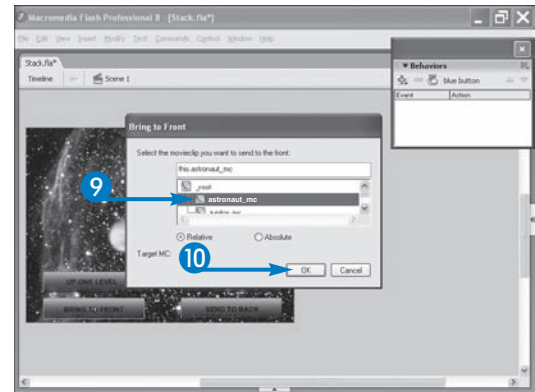 Macromedia Flash Professional 8 - [Stack.fla*]
File Edit View Insert Modify Text Commands Control Window Help
Stack.fla*
Timeline Scene 1
Behaviors
blue button
Event Action
Bring to Front
Select the movieclip you want to send to the front:
this.astronaut_mc
_root
9
astronaut_mc
Relative Absolute
Target MC:
10
OK Cancel
UP ONE LEVEL
BRING TO FRONT SEND TO BACK